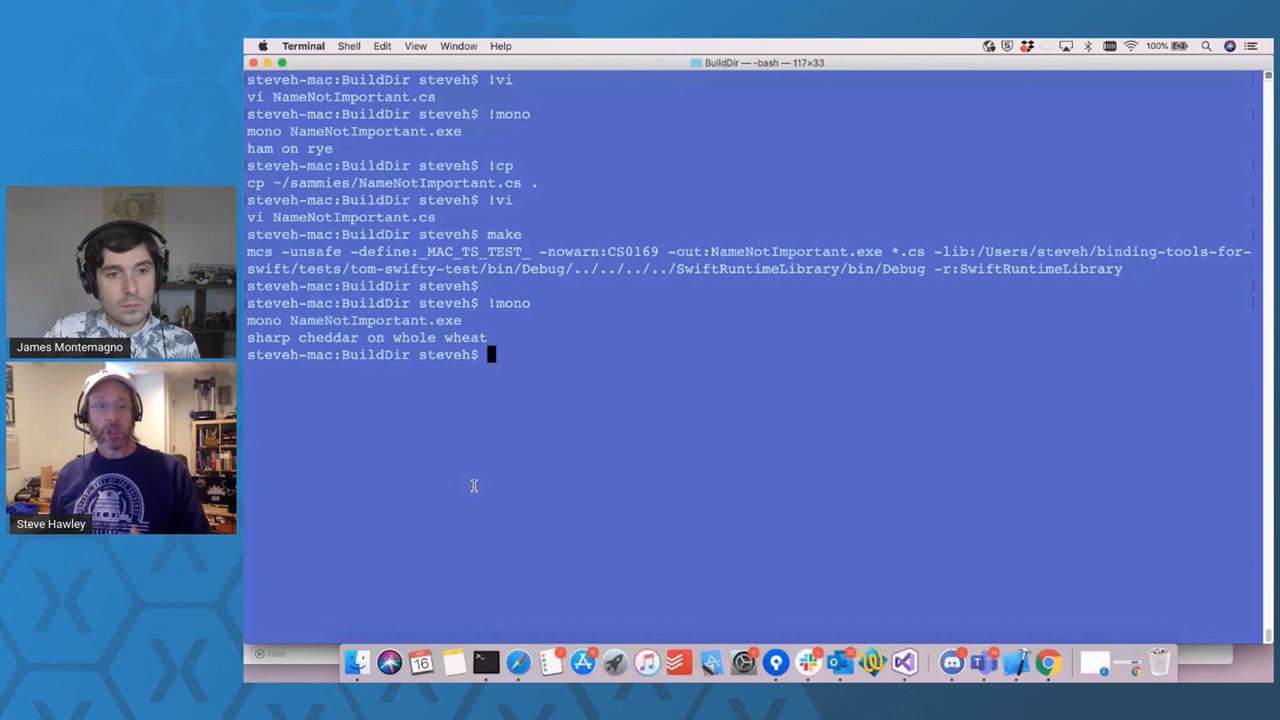 Terminal Shell Edit View Window Help 100%
BuildDir — -bash — 117×33
steveh-mac:BuildDir steveh$ !vi
vi NameNotImportant.cs
steveh-mac:BuildDir steveh$ !mono
mono NameNotImportant.exe
ham on rye
steveh-mac:BuildDir steveh$ !cp
cp ~/sammies/NameNotImportant.cs .
steveh-mac:BuildDir steveh$ !vi
vi NameNotImportant.cs
steveh-mac:BuildDir steveh$ make
mcs -unsafe -define:_MAC_TS_TEST_ -nowarn:CS0169 -out:NameNotImportant.exe *.cs -lib:/Users/steveh/binding-tools-for-
swift/tests/tom-swifty-test/bin/Debug/../../../../SwiftRuntimeLibrary/bin/Debug -r:SwiftRuntimeLibrary
steveh-mac:BuildDir steveh$
steveh-mac:BuildDir steveh$ !mono
mono NameNotImportant.exe
sharp cheddar on whole wheat
steveh-mac:BuildDir steveh$
James Montemagno
Steve Hawley
Filter
16